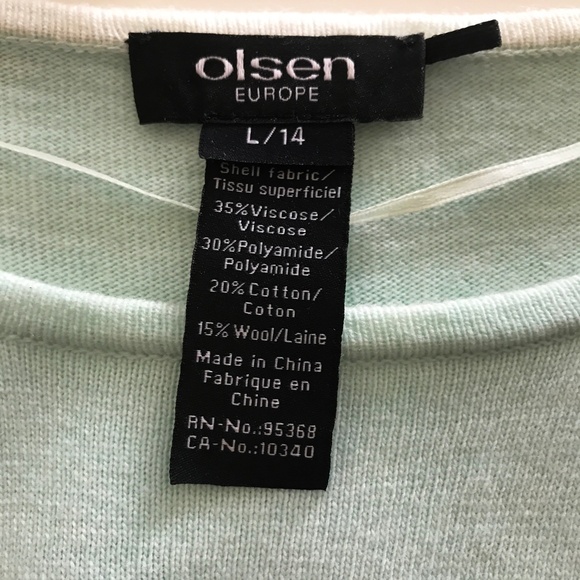 olsen
EUROPE
L/14
Shell fabric/
Tissu superficiel
35%Viscose/
Viscose
30%Polyamide/
Polyamide
20%Cotton/
Coton
15%Wool/Laine
Made in China
Fabrique en
Chine
RN-No.:95368
CA-No.:10340